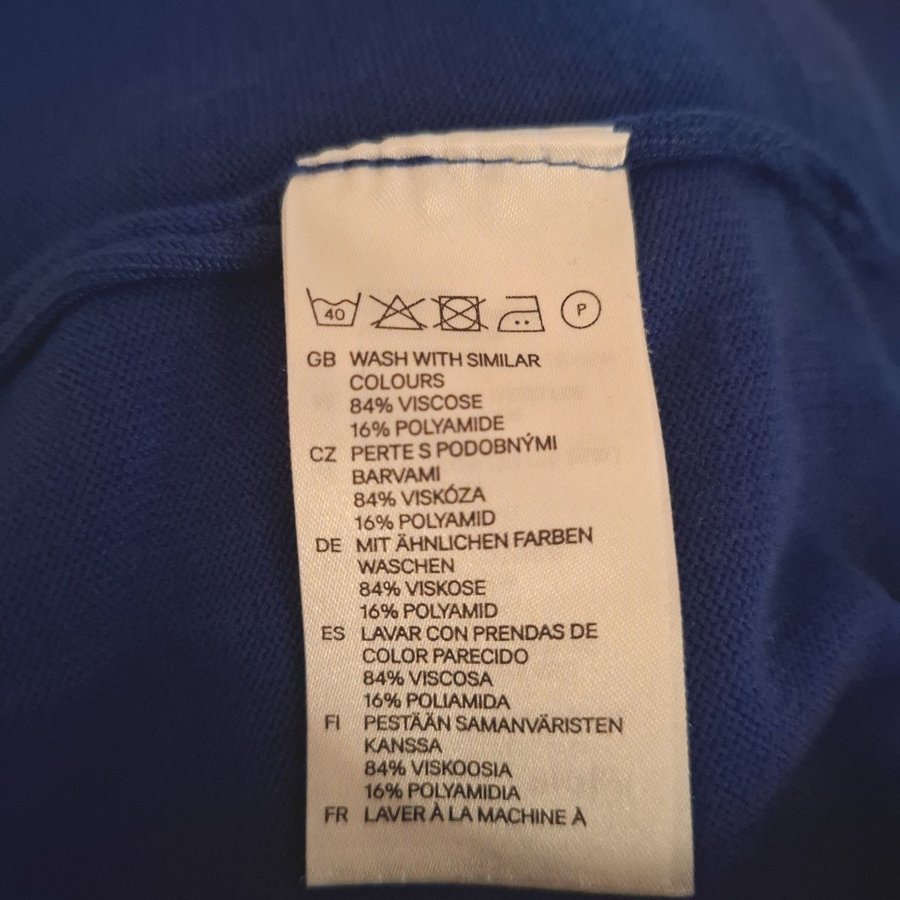 40 P
GB WASH WITH SIMILAR
COLOURS
84% VISCOSE
16% POLYAMIDE
CZ PERTE S PODOBNÝMI
BARVAMI
84% VISKÓZA
16% POLYAMID
DE MIT ÄHNLICHEN FARBEN
WASCHEN
84% VISKOSE
16% POLYAMID
ES LAVAR CON PRENDAS DE
COLOR PARECIDO
84% VISCOSA
16% POLIAMIDA
FI PESTÄÄN SAMANVÄRISTEN
KANSSA
84% VISKOOSIA
16% POLYAMIDIA
FR LAVER À LA MACHINE À